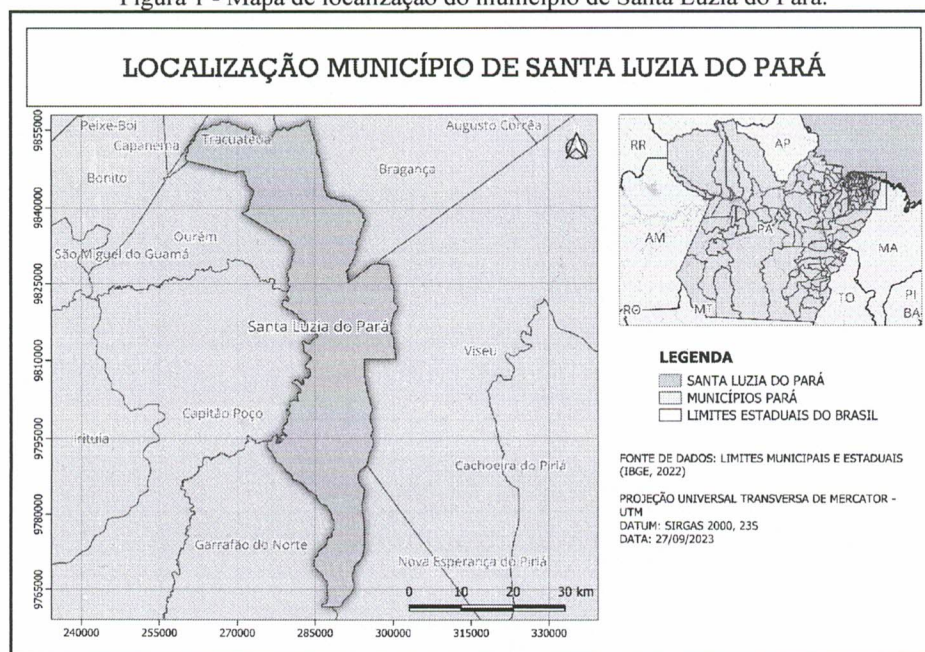 Figura 1 - Mapa de localização do município de Santa Luzia do Pará.
LOCALIZAÇÃO MUNICÍPIO DE SANTA LUZIA DO PARÁ
9855000
9840000
9825000
9810000
9795000
9780000
9765000
Peixe-Boi
Capanema
Tracuateua
Augusto Corrêa
Bonito
Bragança
Ourém
São Miguel do Guamá
Santa Luzia do Pará
Viseu
Capitão Poço
Irituia
Cachoeira do Piriá
Garrafão do Norte
Nova Esperança do Piriá
0 10 20 30 km
240000 255000 270000 285000 300000 315000 330000
RR
AP
AM
PA
MA
TO
PI
RO
MT
BA
LEGENDA
SANTA LUZIA DO PARÁ
MUNICÍPIOS PARÁ
LIMITES ESTADUAIS DO BRASIL
FONTE DE DADOS: LIMITES MUNICIPAIS E ESTADUAIS
(IBGE, 2022)
PROJEÇÃO UNIVERSAL TRANSVERSA DE MERCATOR -
UTM
DATUM: SIRGAS 2000, 23S
DATA: 27/09/2023